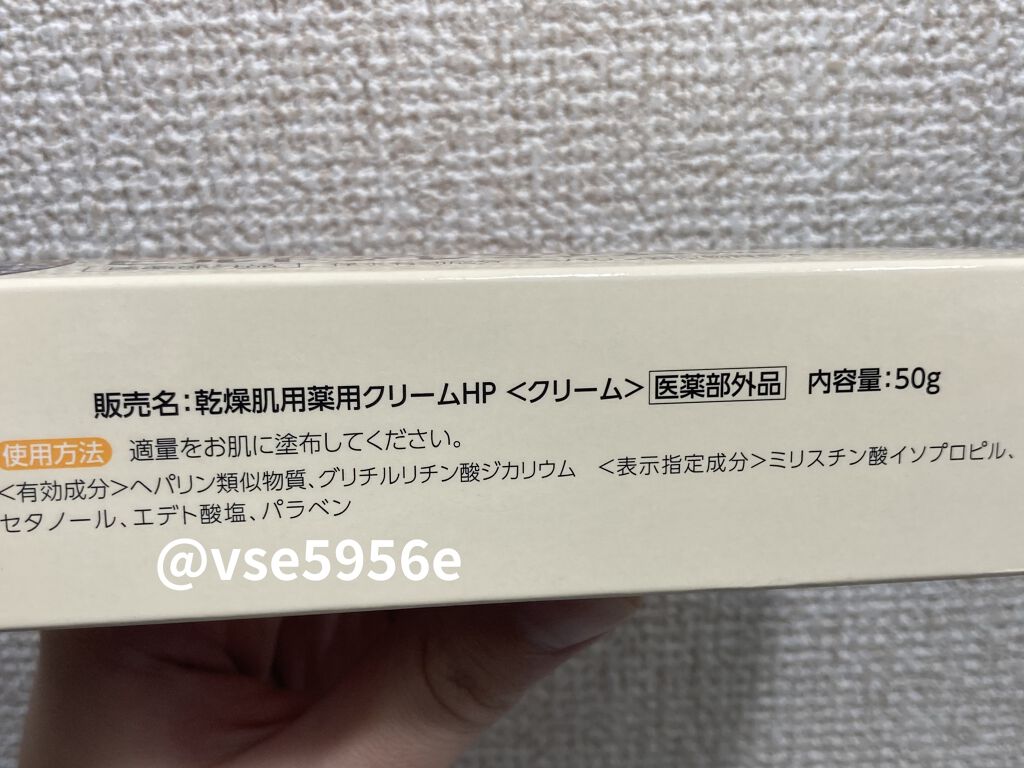 販売名:乾燥肌用薬用クリームHP <クリーム> 医薬部外品 内容量:50g
使用方法 適量をお肌に塗布してください。
<有効成分>ヘパリン類似物質、グリチルリチン酸ジカリウム <表示指定成分>ミリスチン酸イソプロピル、
セタノール、エデト酸塩、パラベン
@vse5956e